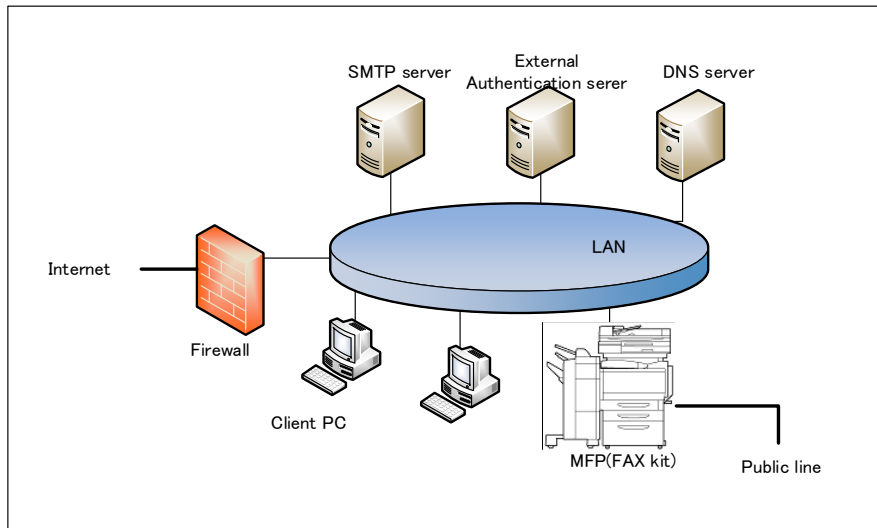 SMTP server
External
Authentication serer
DNS server
LAN
Internet
Firewall
Client PC
MFP(FAX kit)
Public line